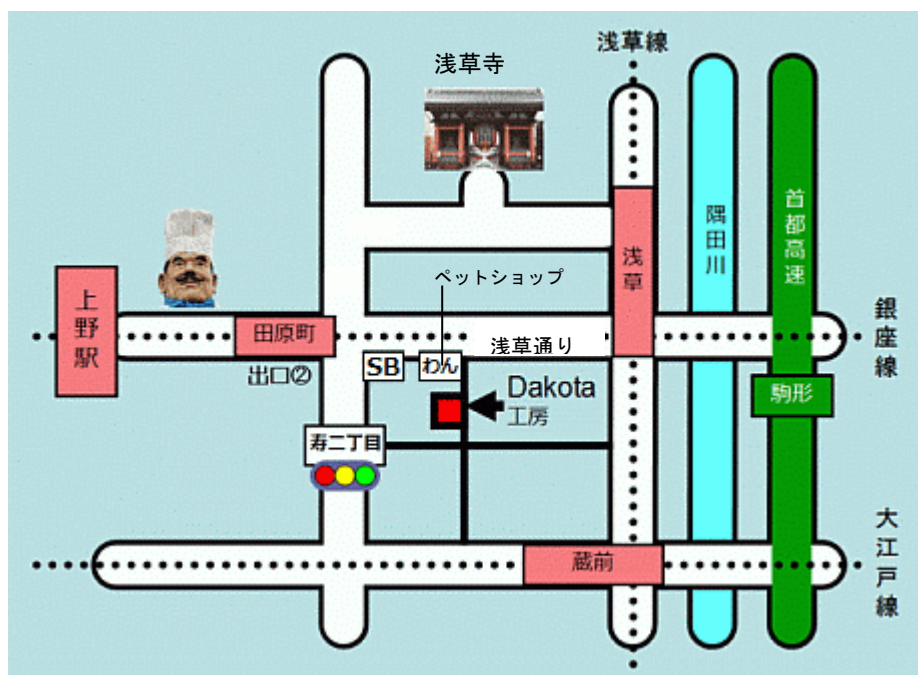 浅草線
浅草寺
首都高速
隅田川
浅草
ペットショップ
上野駅
田原町
銀座線
浅草通り
出口②
SB
わん
Dakota
工房
駒形
寿二丁目
大江戸線
蔵前